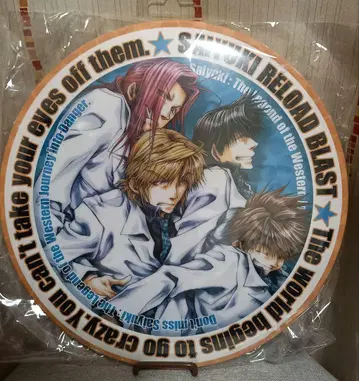 ★ SAIYUKI RELOAD BLAST ★ The world begins to go crazy. You can't take your eyes off them.
Saiyuki : The Legend of the Western
Don't miss Saiyuki : The Legend of the Western Journey into danger.